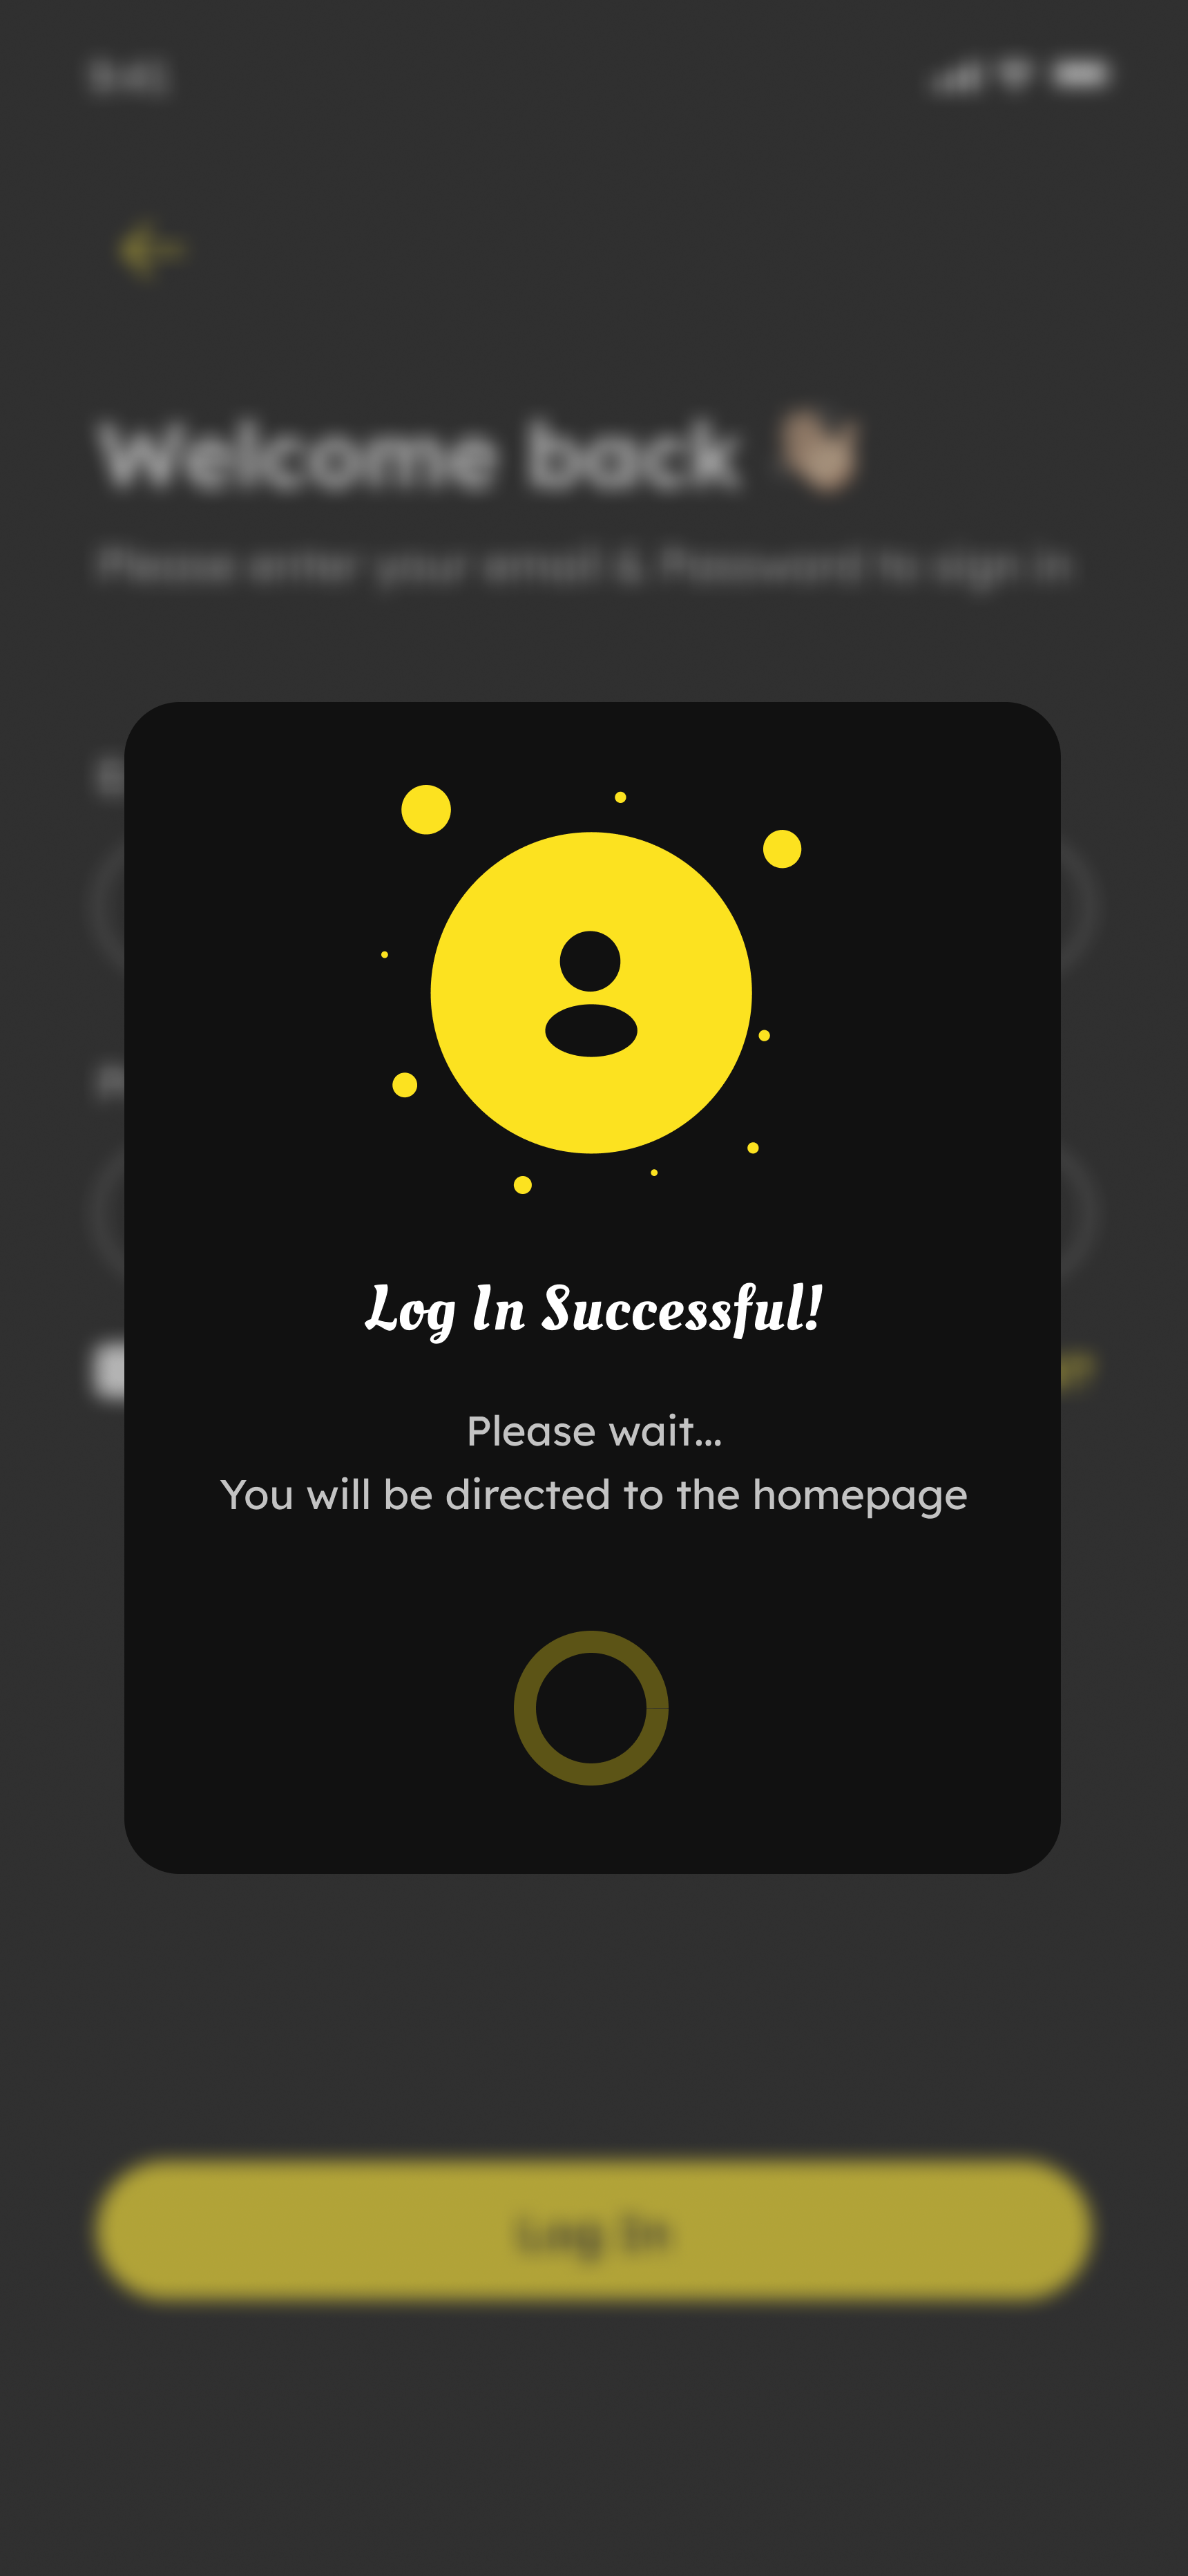 9:41
Welcome back 👋🏼
Please enter your email & Password to sign in
Log In Successful!
Please wait...
You will be directed to the homepage
Log In